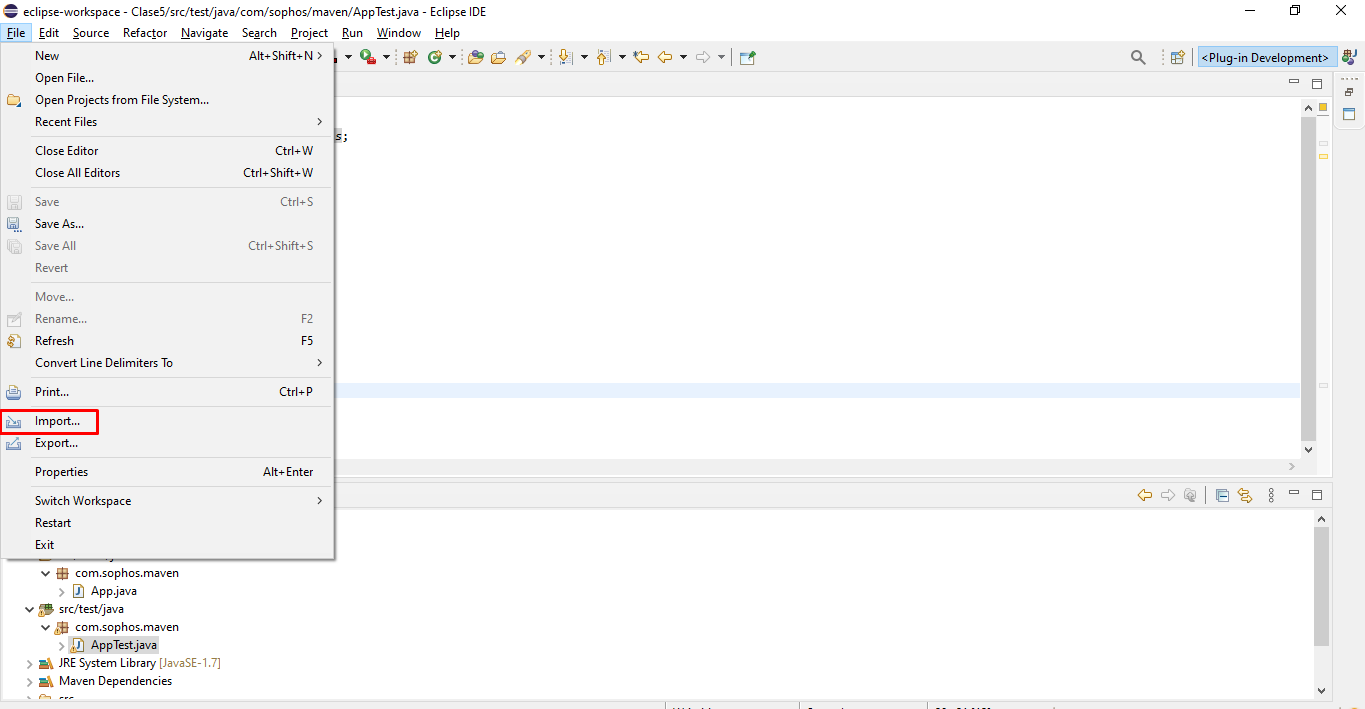 eclipse-workspace - Clase5/src/test/java/com/sophos/maven/AppTest.java - Eclipse IDE
File Edit Source Refactor Navigate Search Project Run Window Help
New Alt+Shift+N
<Plug-in Development>
Open File...
Open Projects from File System...
Recent Files
s;
Close Editor Ctrl+W
Close All Editors Ctrl+Shift+W
Save Ctrl+S
Save As...
Save All Ctrl+Shift+S
Revert
Move...
Rename... F2
Refresh F5
Convert Line Delimiters To
Print... Ctrl+P
Import...
Export...
Properties Alt+Enter
Switch Workspace
Restart
Exit
com.sophos.maven
App.java
src/test/java
com.sophos.maven
AppTest.java
JRE System Library [JavaSE-1.7]
Maven Dependencies
src